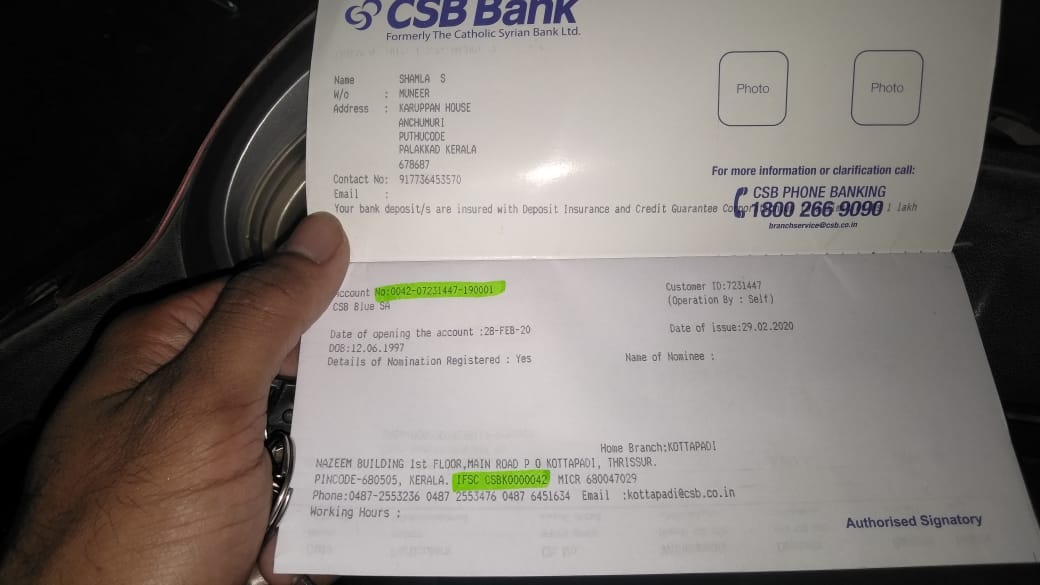 CSB Bank
Formerly The Catholic Syrian Bank Ltd.
Name SHAMLA S
W/o : MUNEER
Address : KARUPPAN HOUSE
ANCHUMURI
PUTHUCODE
PALAKKAD KERALA
678687
Contact No: 917736453570
Email :
Photo
Photo
For more information or clarification call:
CSB PHONE BANKING
1800 266 9090
branchservice@csb.co.in
Your bank deposit/s are insured with Deposit Insurance and Credit Guarantee 1 lakh
Account No:0042-07231447-190001
CSB Blue SA
Customer ID:7231447
(Operation By : Self)
Date of opening the account :28-FEB-20
Date of issue:29.02.2020
DOB:12.06.1997
Details of Nomination Registered : Yes
Name of Nominee :
Home Branch:KOTTAPADI
NAZEEM BUILDING 1st FLOOR,MAIN ROAD P O KOTTAPADI, THRISSUR.
PINCODE-680505, KERALA. IFSC CSBK0000042 MICR 680047029
Phone:0487-2553236 0487 2553476 0487 6451634 Email :kottapadi@csb.co.in
Working Hours :
Authorised Signatory